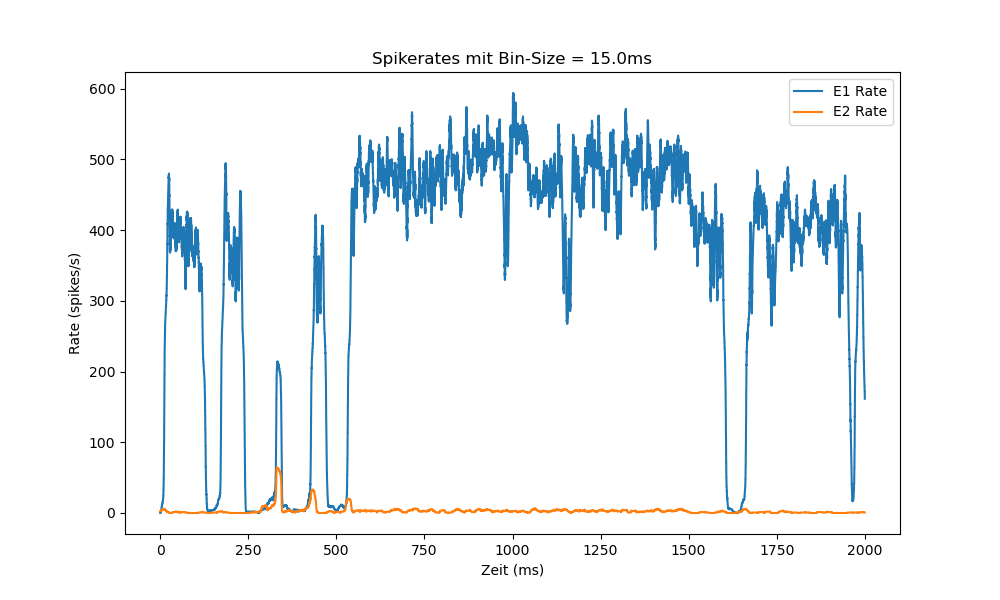 Spikerates mit Bin-Size = 15.0ms
E1 Rate
E2 Rate
600
500
400
300
200
100
0
Rate (spikes/s)
0 250 500 750 1000 1250 1500 1750 2000
Zeit (ms)